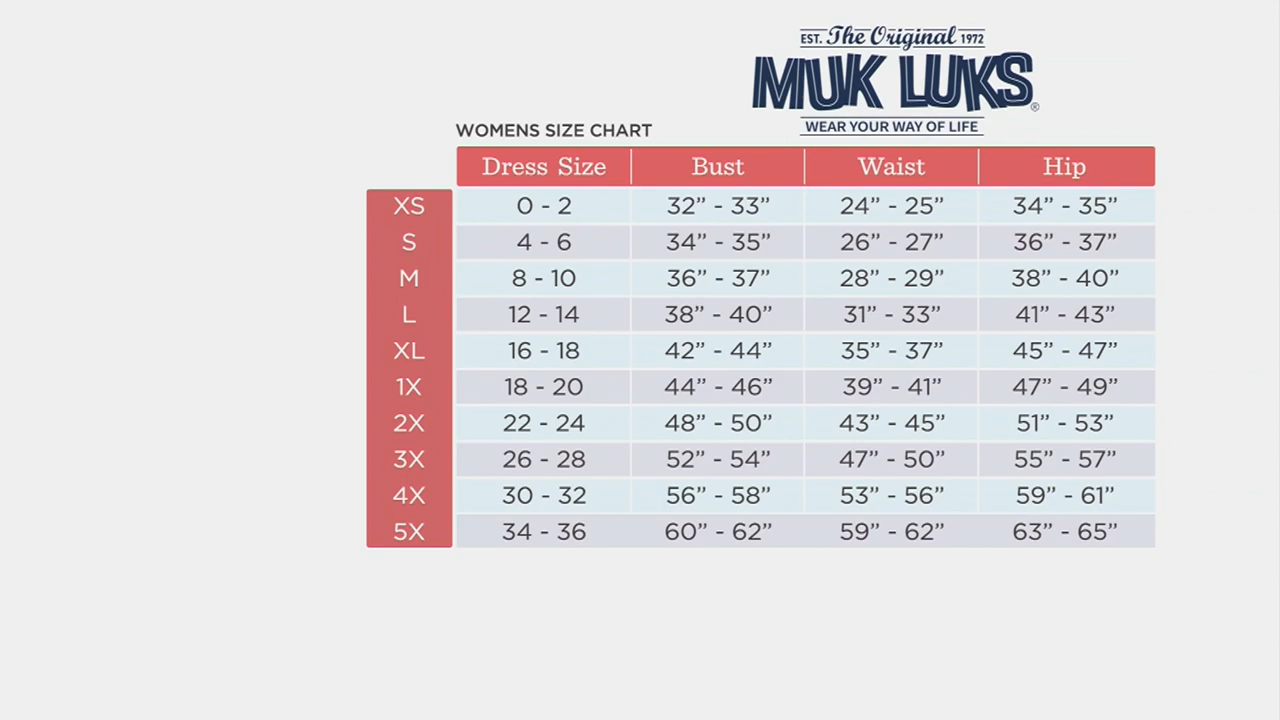 EST. The Original 1972
MUK LUKS®
WEAR YOUR WAY OF LIFE
WOMENS SIZE CHART
Dress Size Bust Waist Hip
XS 0 - 2 32” - 33” 24” - 25” 34” - 35”
S 4 - 6 34” - 35” 26” - 27” 36” - 37”
M 8 - 10 36” - 37” 28” - 29” 38” - 40”
L 12 - 14 38” - 40” 31” - 33” 41” - 43”
XL 16 - 18 42” - 44” 35” - 37” 45” - 47”
1X 18 - 20 44” - 46” 39” - 41” 47” - 49”
2X 22 - 24 48” - 50” 43” - 45” 51” - 53”
3X 26 - 28 52” - 54” 47” - 50” 55” - 57”
4X 30 - 32 56” - 58” 53” - 56” 59” - 61”
5X 34 - 36 60” - 62” 59” - 62” 63” - 65”